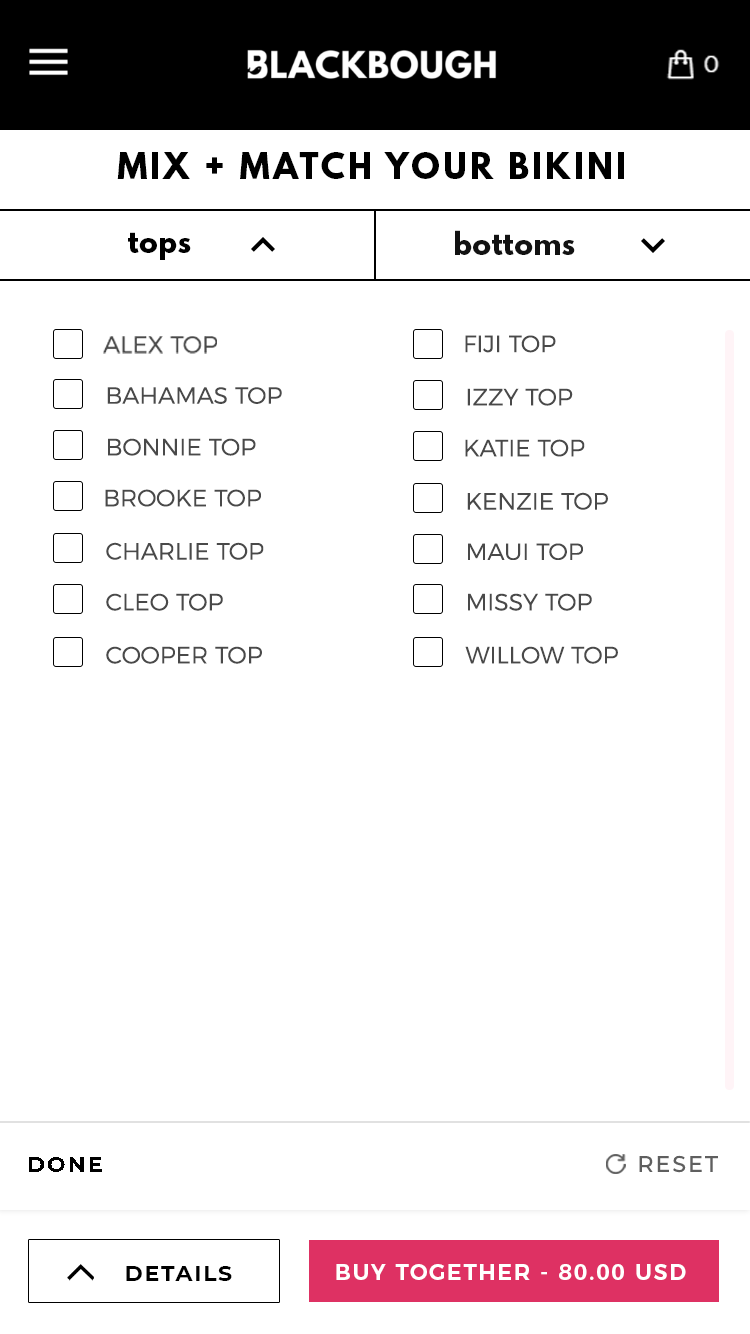 BLACKBOUGH
0
MIX + MATCH YOUR BIKINI
tops
bottoms
ALEX TOP
BAHAMAS TOP
BONNIE TOP
BROOKE TOP
CHARLIE TOP
CLEO TOP
COOPER TOP
FIJI TOP
IZZY TOP
KATIE TOP
KENZIE TOP
MAUI TOP
MISSY TOP
WILLOW TOP
DONE
RESET
DETAILS
BUY TOGETHER - 80.00 USD